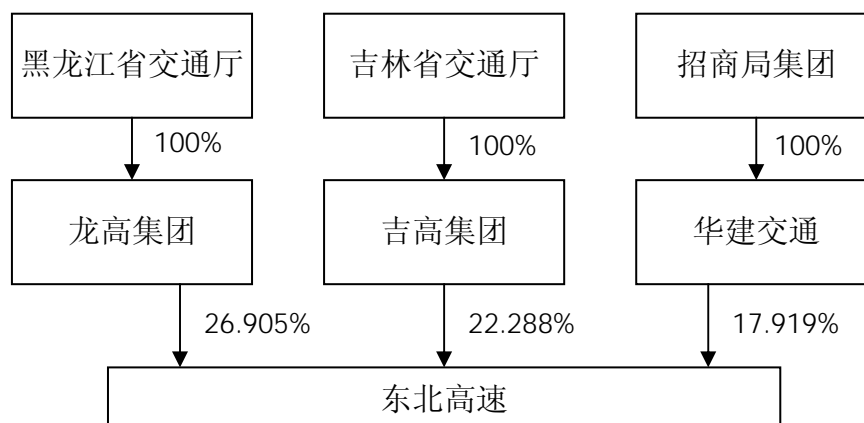 黑龙江省交通厅 吉林省交通厅 招商局集团
100% 100% 100%
龙高集团 吉高集团 华建交通
26.905% 22.288% 17.919%
东北高速